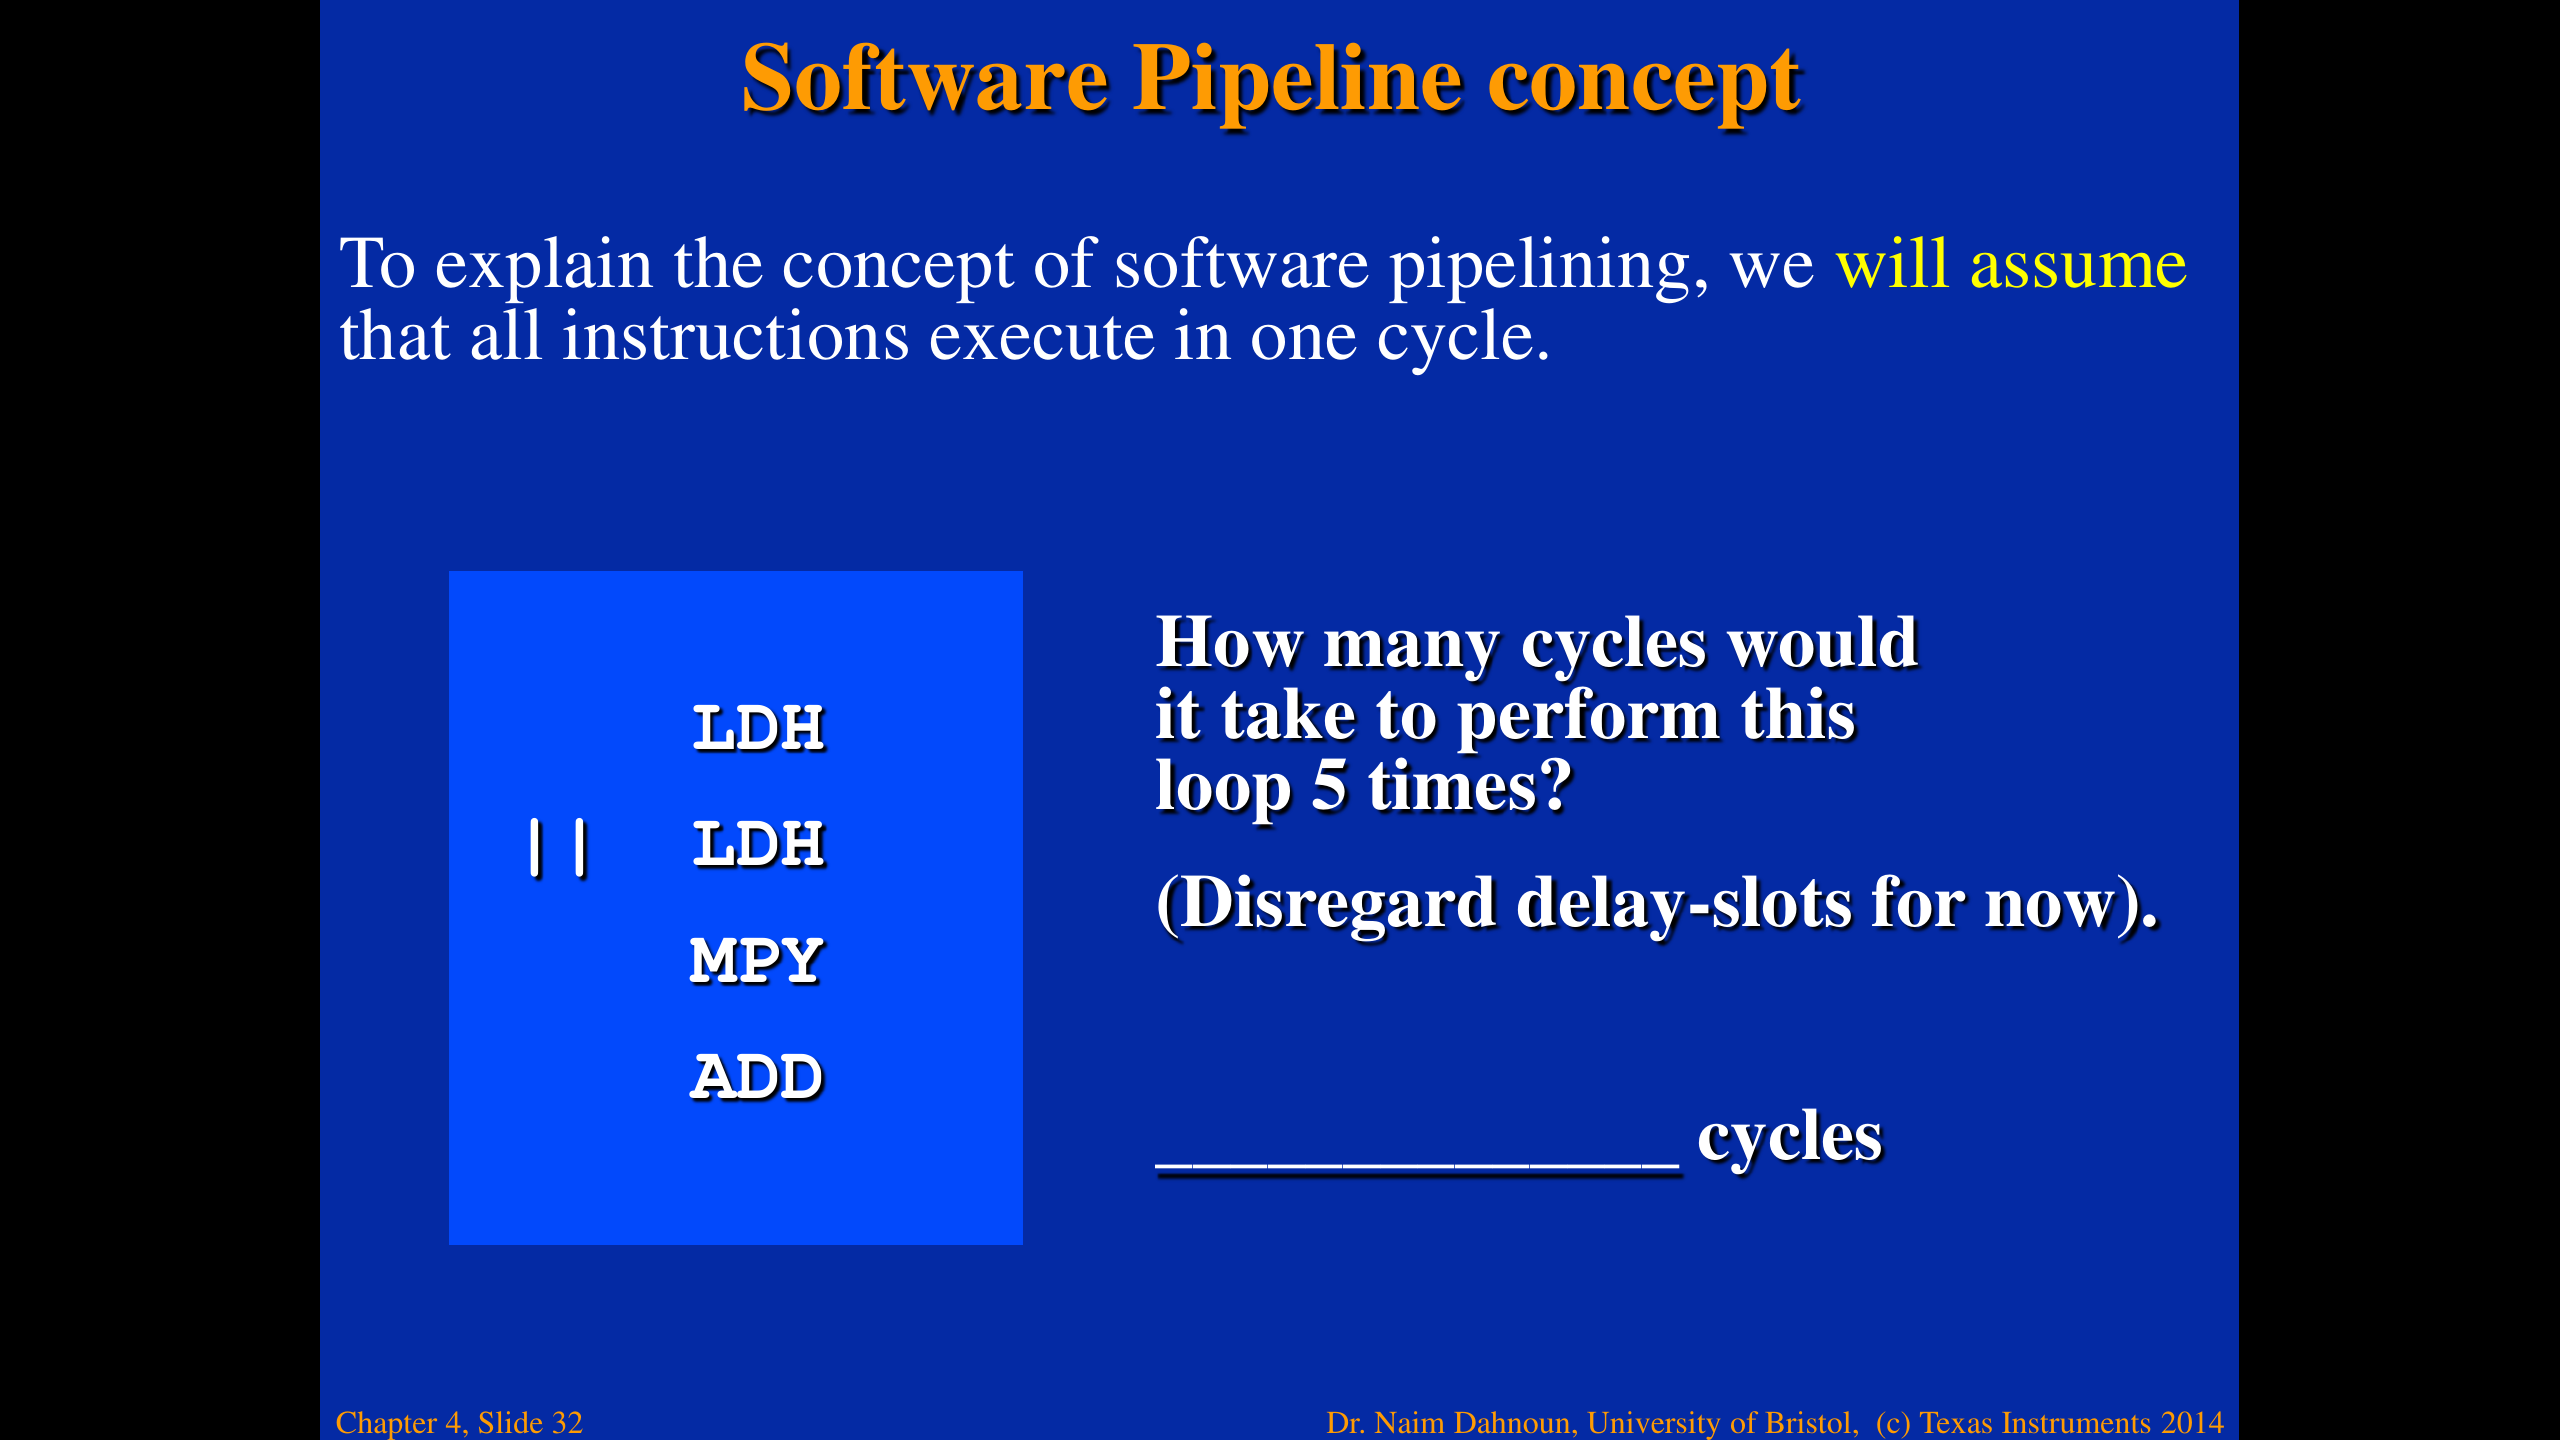 Software Pipeline concept
To explain the concept of software pipelining, we will assume
that all instructions execute in one cycle.
LDH
|| LDH
MPY
ADD
How many cycles would
it take to perform this
loop 5 times?
(Disregard delay-slots for now).
______________ cycles
Chapter 4, Slide 32
Dr. Naim Dahnoun, University of Bristol, (c) Texas Instruments 2014